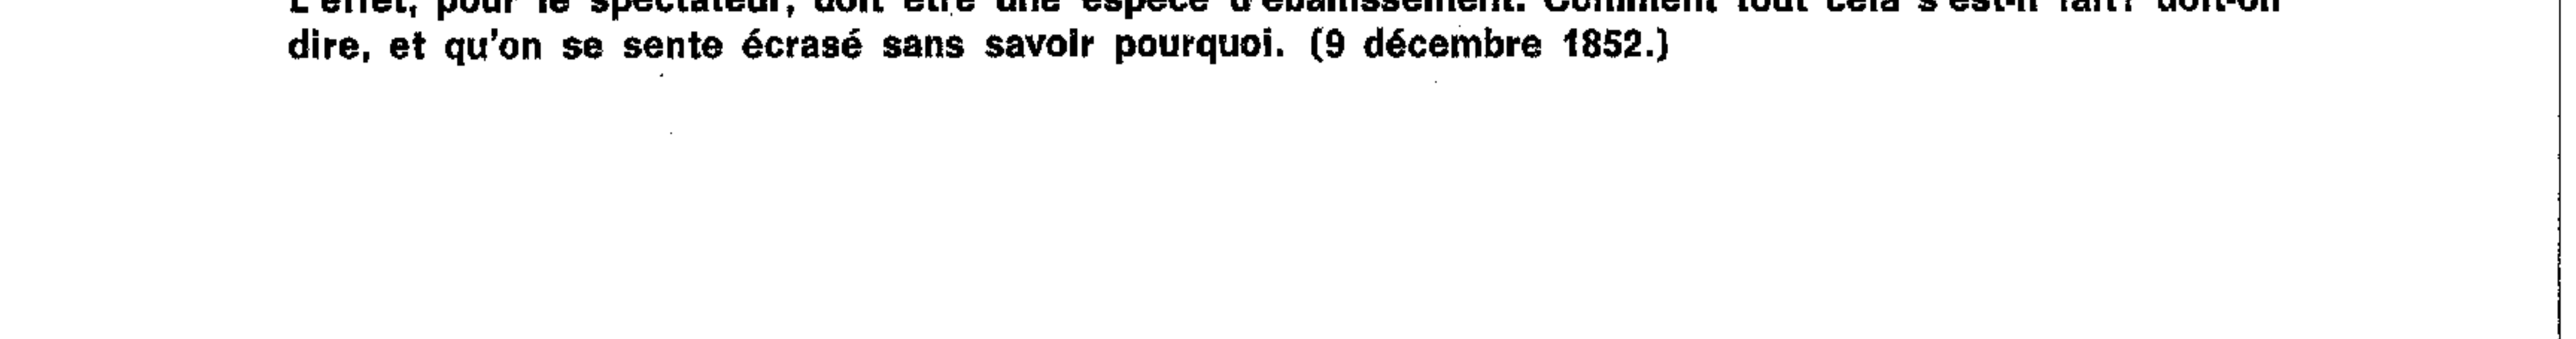 L'effet, pour le spectateur, doit être une espèce d'ébahissement. Comment tout cela s'est-il fait? doit-on
dire, et qu'on se sente écrasé sans savoir pourquoi. (9 décembre 1852.)